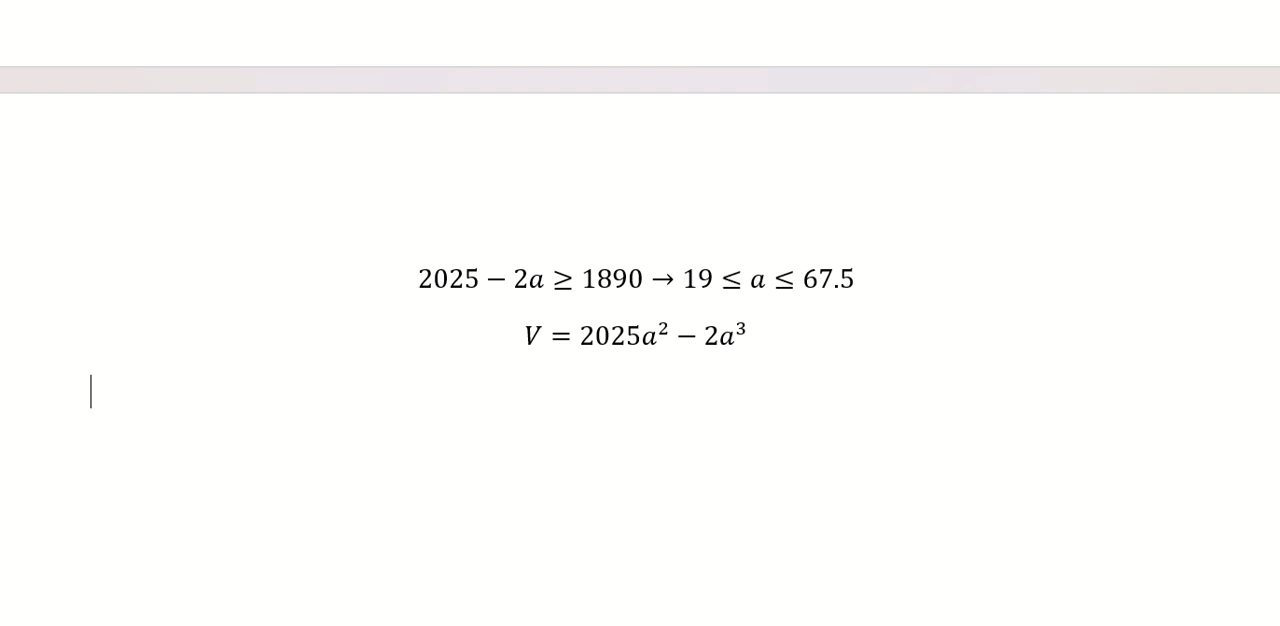 2025 − 2a ≥ 1890 → 19 ≤ a ≤ 67.5
V = 2025a² − 2a³